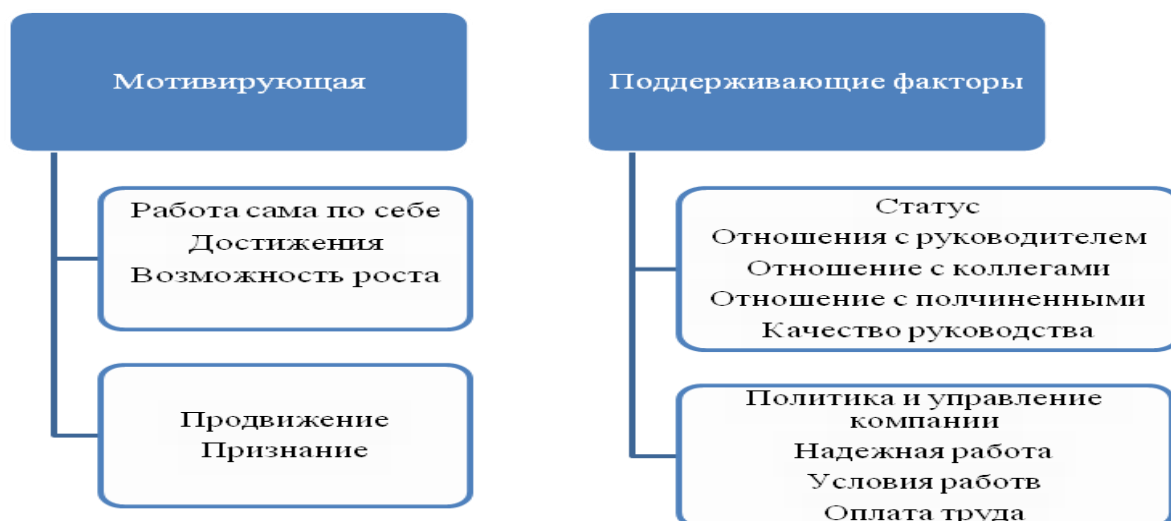 Мотивирующая
Работа сама по себе
Достижения
Возможность роста
Продвижение
Признание
Поддерживающие факторы
Статус
Отношения с руководителем
Отношение с коллегами
Отношение с полчиненными
Качество руководства
Политика и управление
компании
Надежная работа
Условия работв
Оплата труда